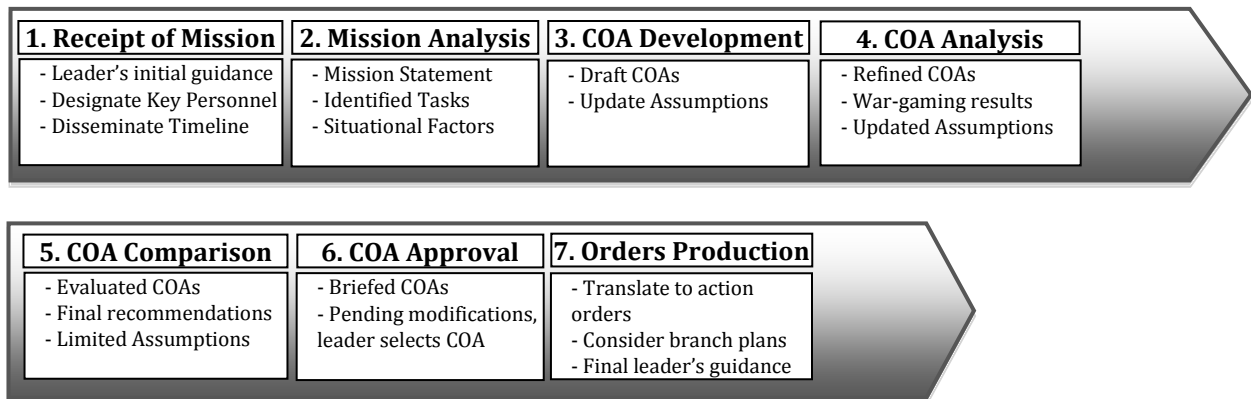 1. Receipt of Mission
- Leader's initial guidance
- Designate Key Personnel
- Disseminate Timeline
2. Mission Analysis
- Mission Statement
- Identified Tasks
- Situational Factors
3. COA Development
- Draft COAs
- Update Assumptions
4. COA Analysis
- Refined COAs
- War-gaming results
- Updated Assumptions
5. COA Comparison
- Evaluated COAs
- Final recommendations
- Limited Assumptions
6. COA Approval
- Briefed COAs
- Pending modifications,
leader selects COA
7. Orders Production
- Translate to action
orders
- Consider branch plans
- Final leader's guidance